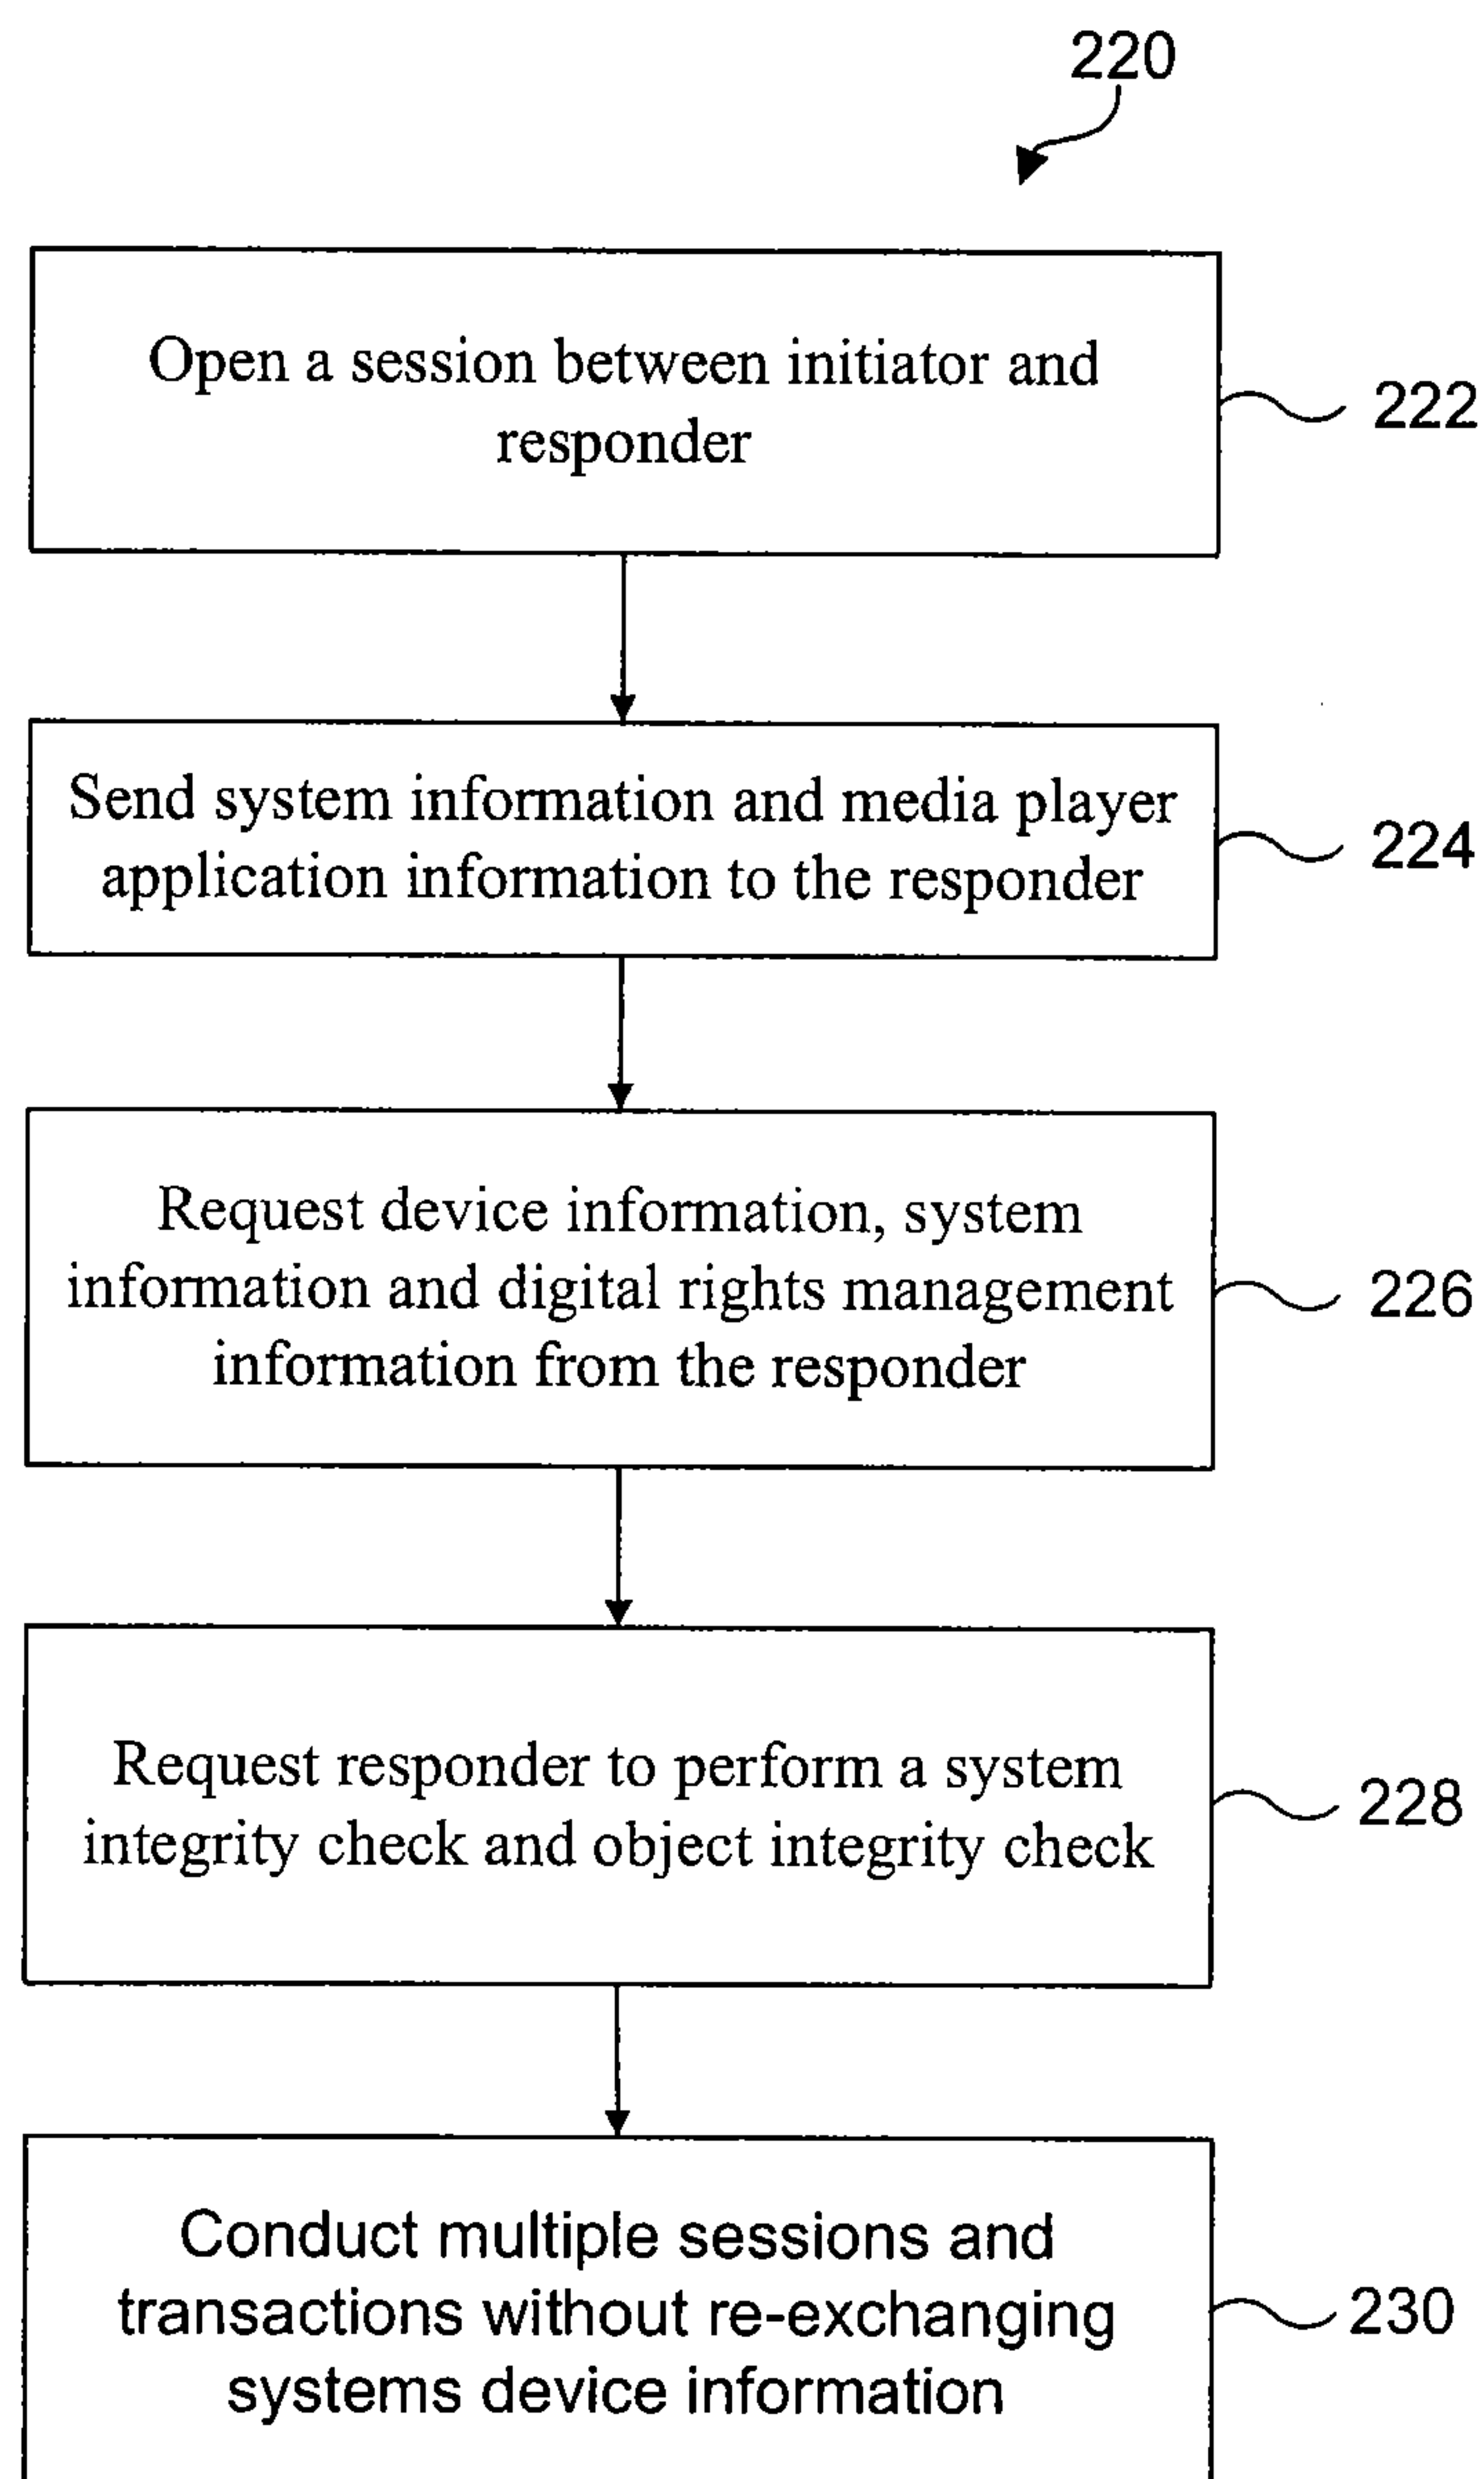 220
Open a session between initiator and
responder
222
Send system information and media player
application information to the responder
224
Request device information, system
information and digital rights management
information from the responder
226
Request responder to perform a system
integrity check and object integrity check
228
Conduct multiple sessions and
transactions without re-exchanging
systems device information
230